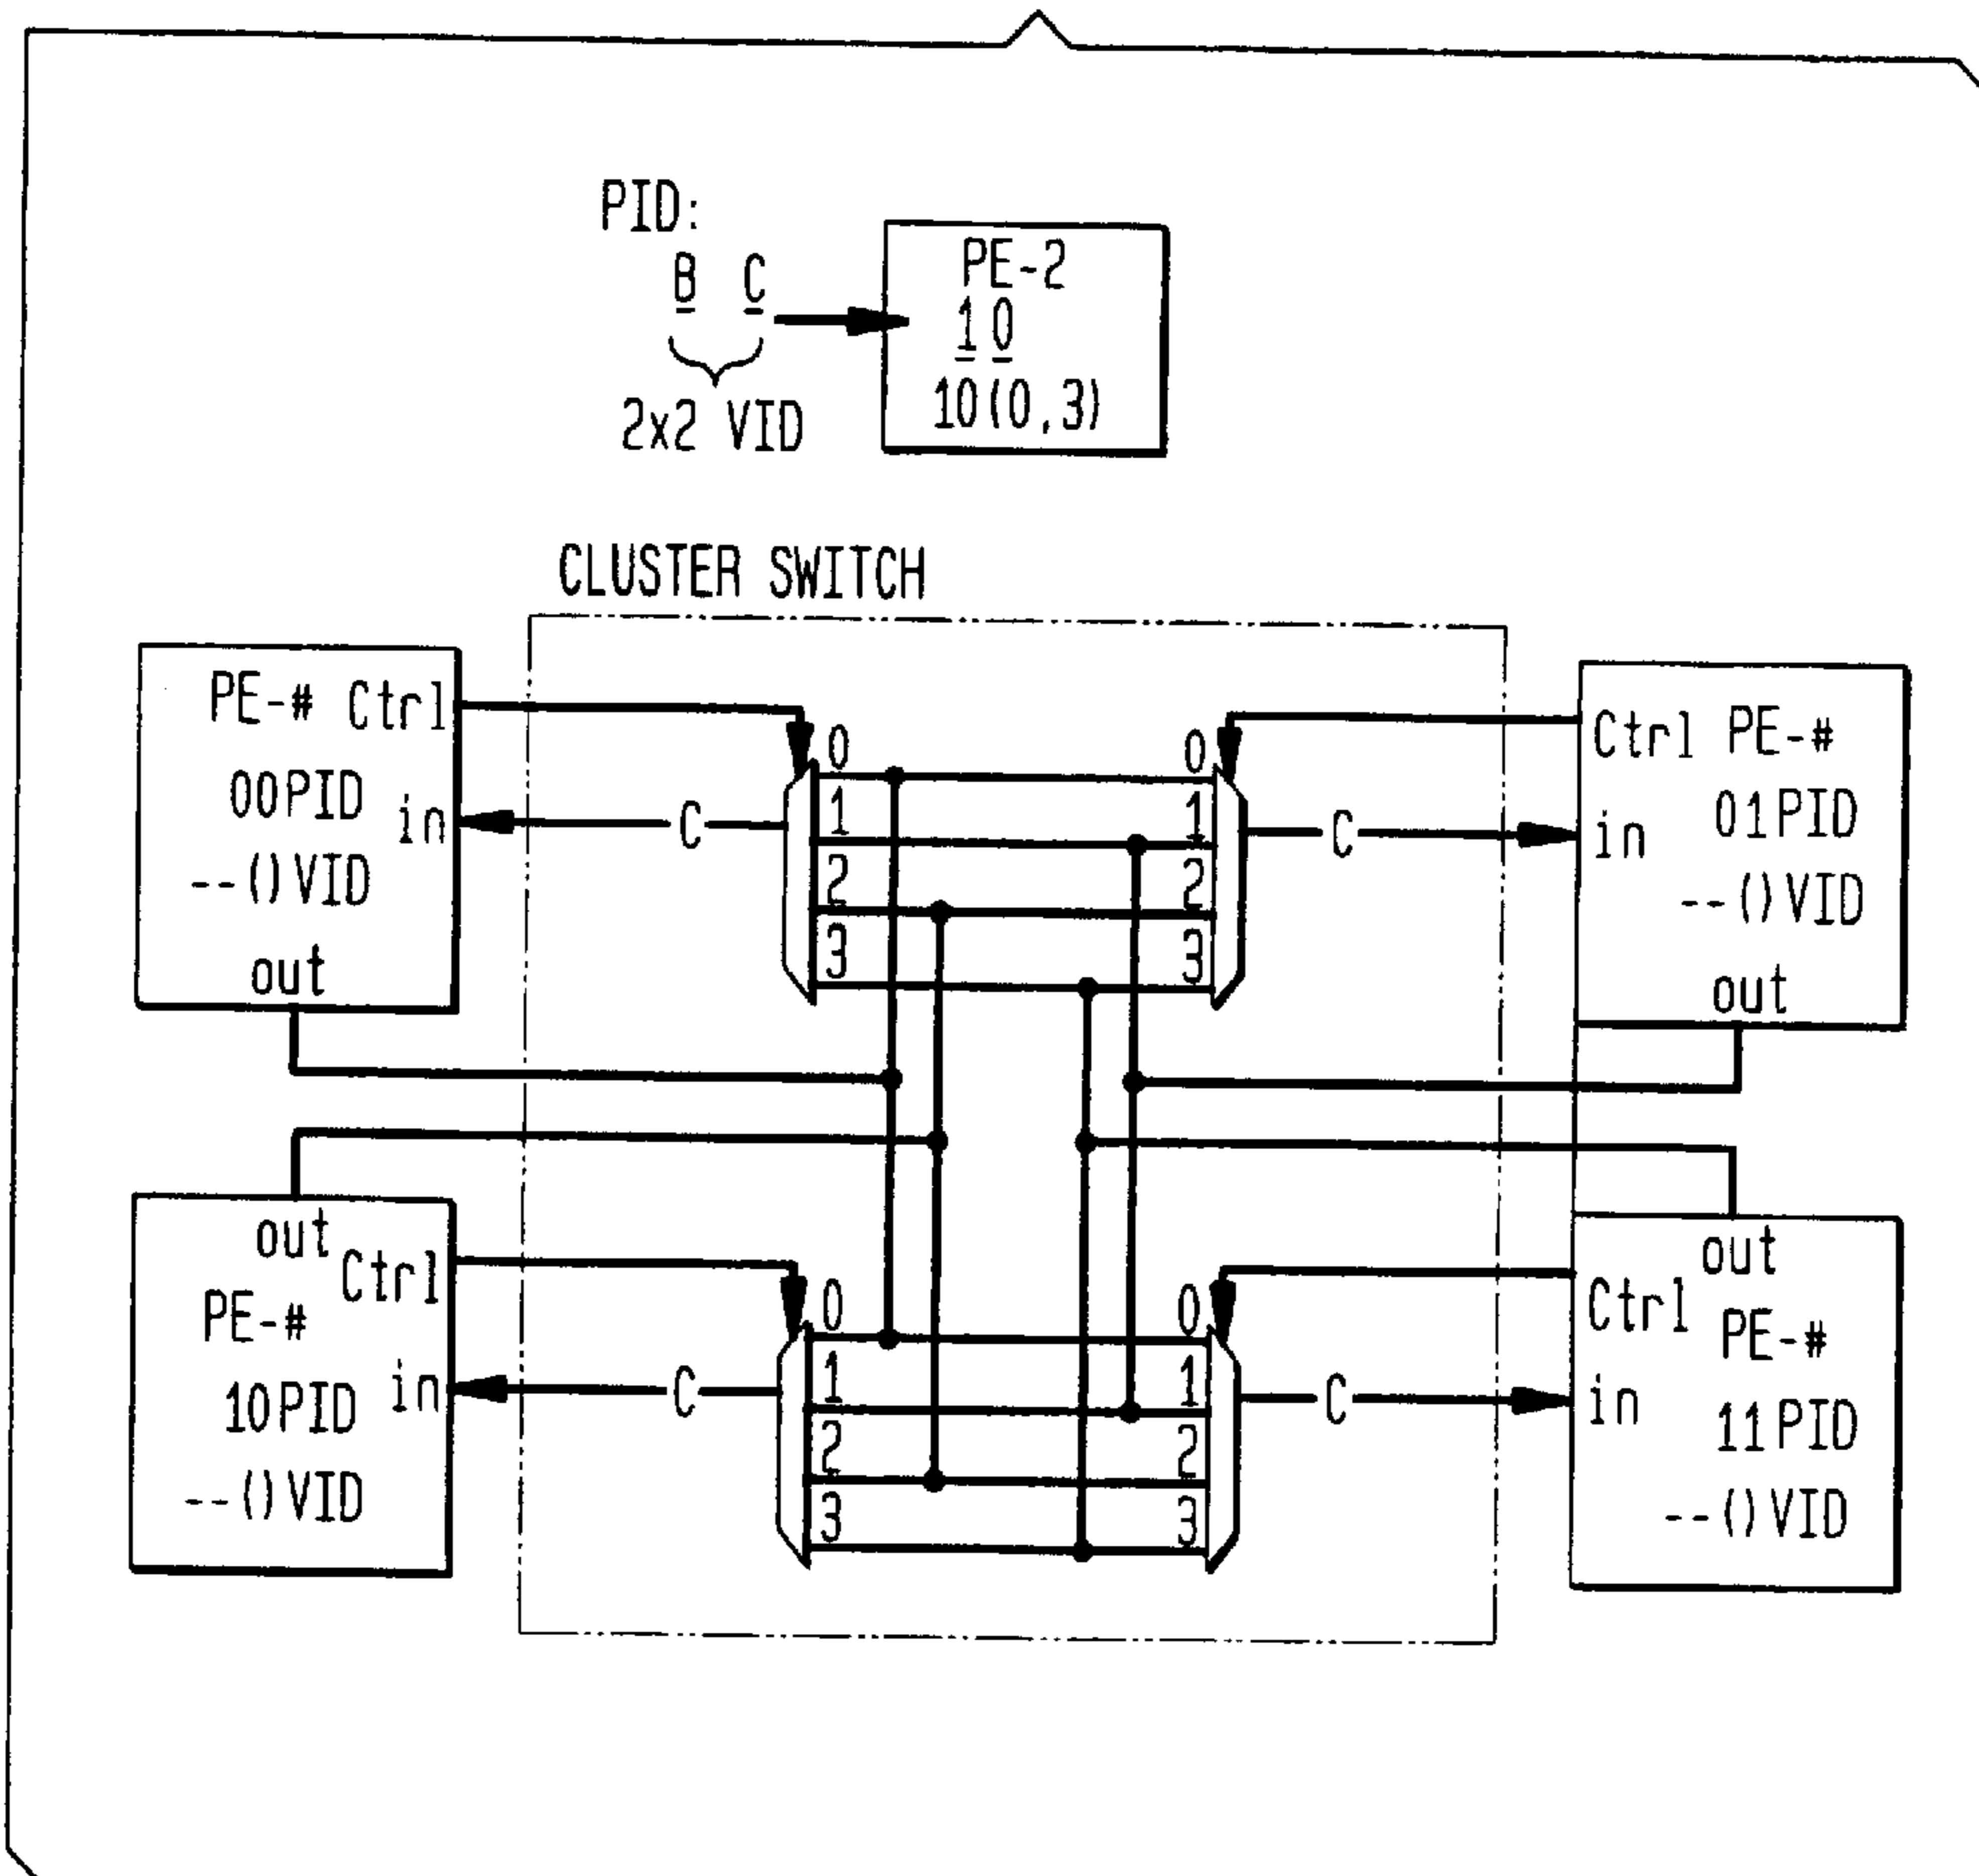 PID:
B C
2x2 VID
PE-2
10
10(0,3)
CLUSTER SWITCH
PE-# Ctrl
00PID
in
--()VID
out
0
1
2
3
C
0
1
2
3
C
Ctrl PE-#
01PID
in
--()VID
out
out
Ctrl
PE-#
10PID
in
--()VID
0
1
2
3
C
0
1
2
3
C
out
Ctrl
PE-#
in
11PID
--()VID